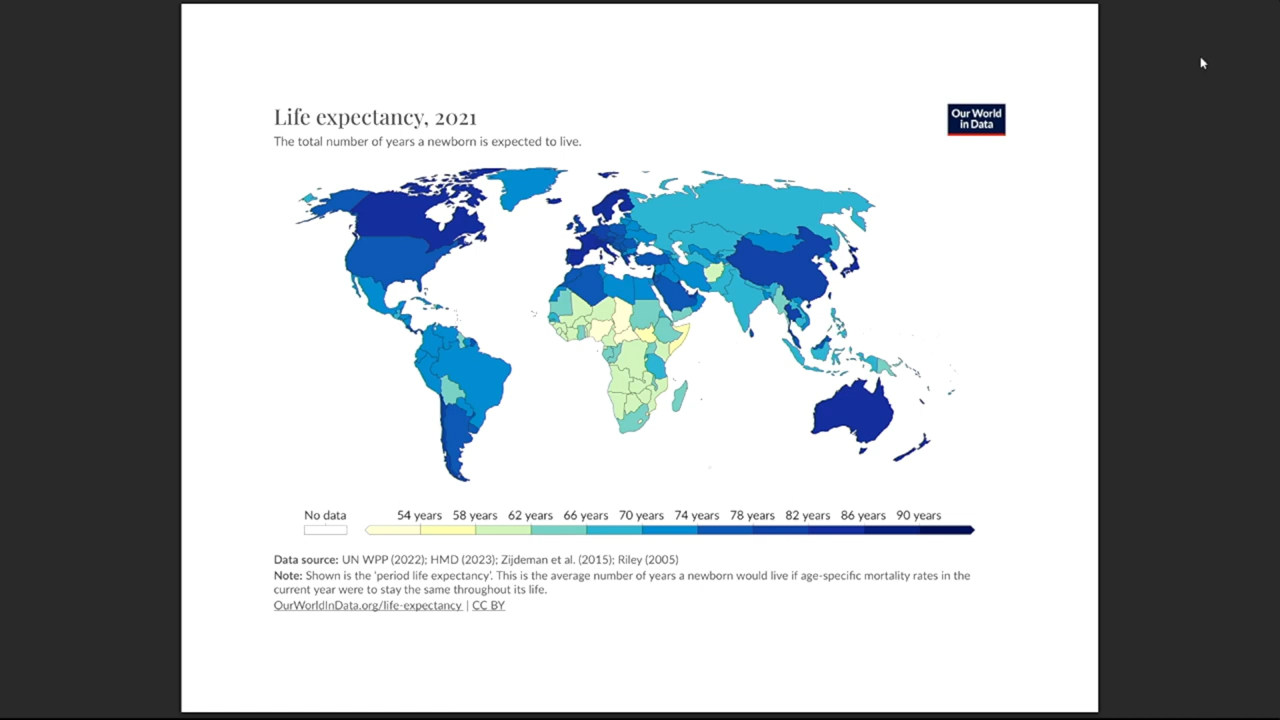 Life expectancy, 2021
The total number of years a newborn is expected to live.
Our World
in Data
No data
54 years 58 years 62 years 66 years 70 years 74 years 78 years 82 years 86 years 90 years
Data source: UN WPP (2022); HMD (2023); Zijdeman et al. (2015); Riley (2005)
Note: Shown is the 'period life expectancy'. This is the average number of years a newborn would live if age-specific mortality rates in the
current year were to stay the same throughout its life.
OurWorldInData.org/life-expectancy | CC BY